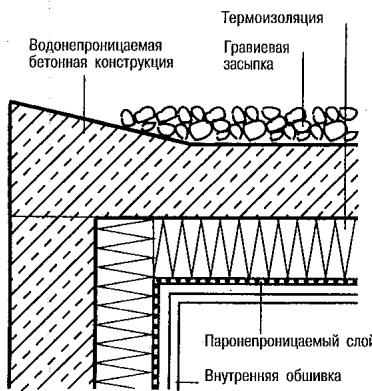 Термоизоляция
Водонепроницаемая
бетонная конструкция
Гравиевая
засыпка
Паронепроницаемый слой
Внутренняя обшивка